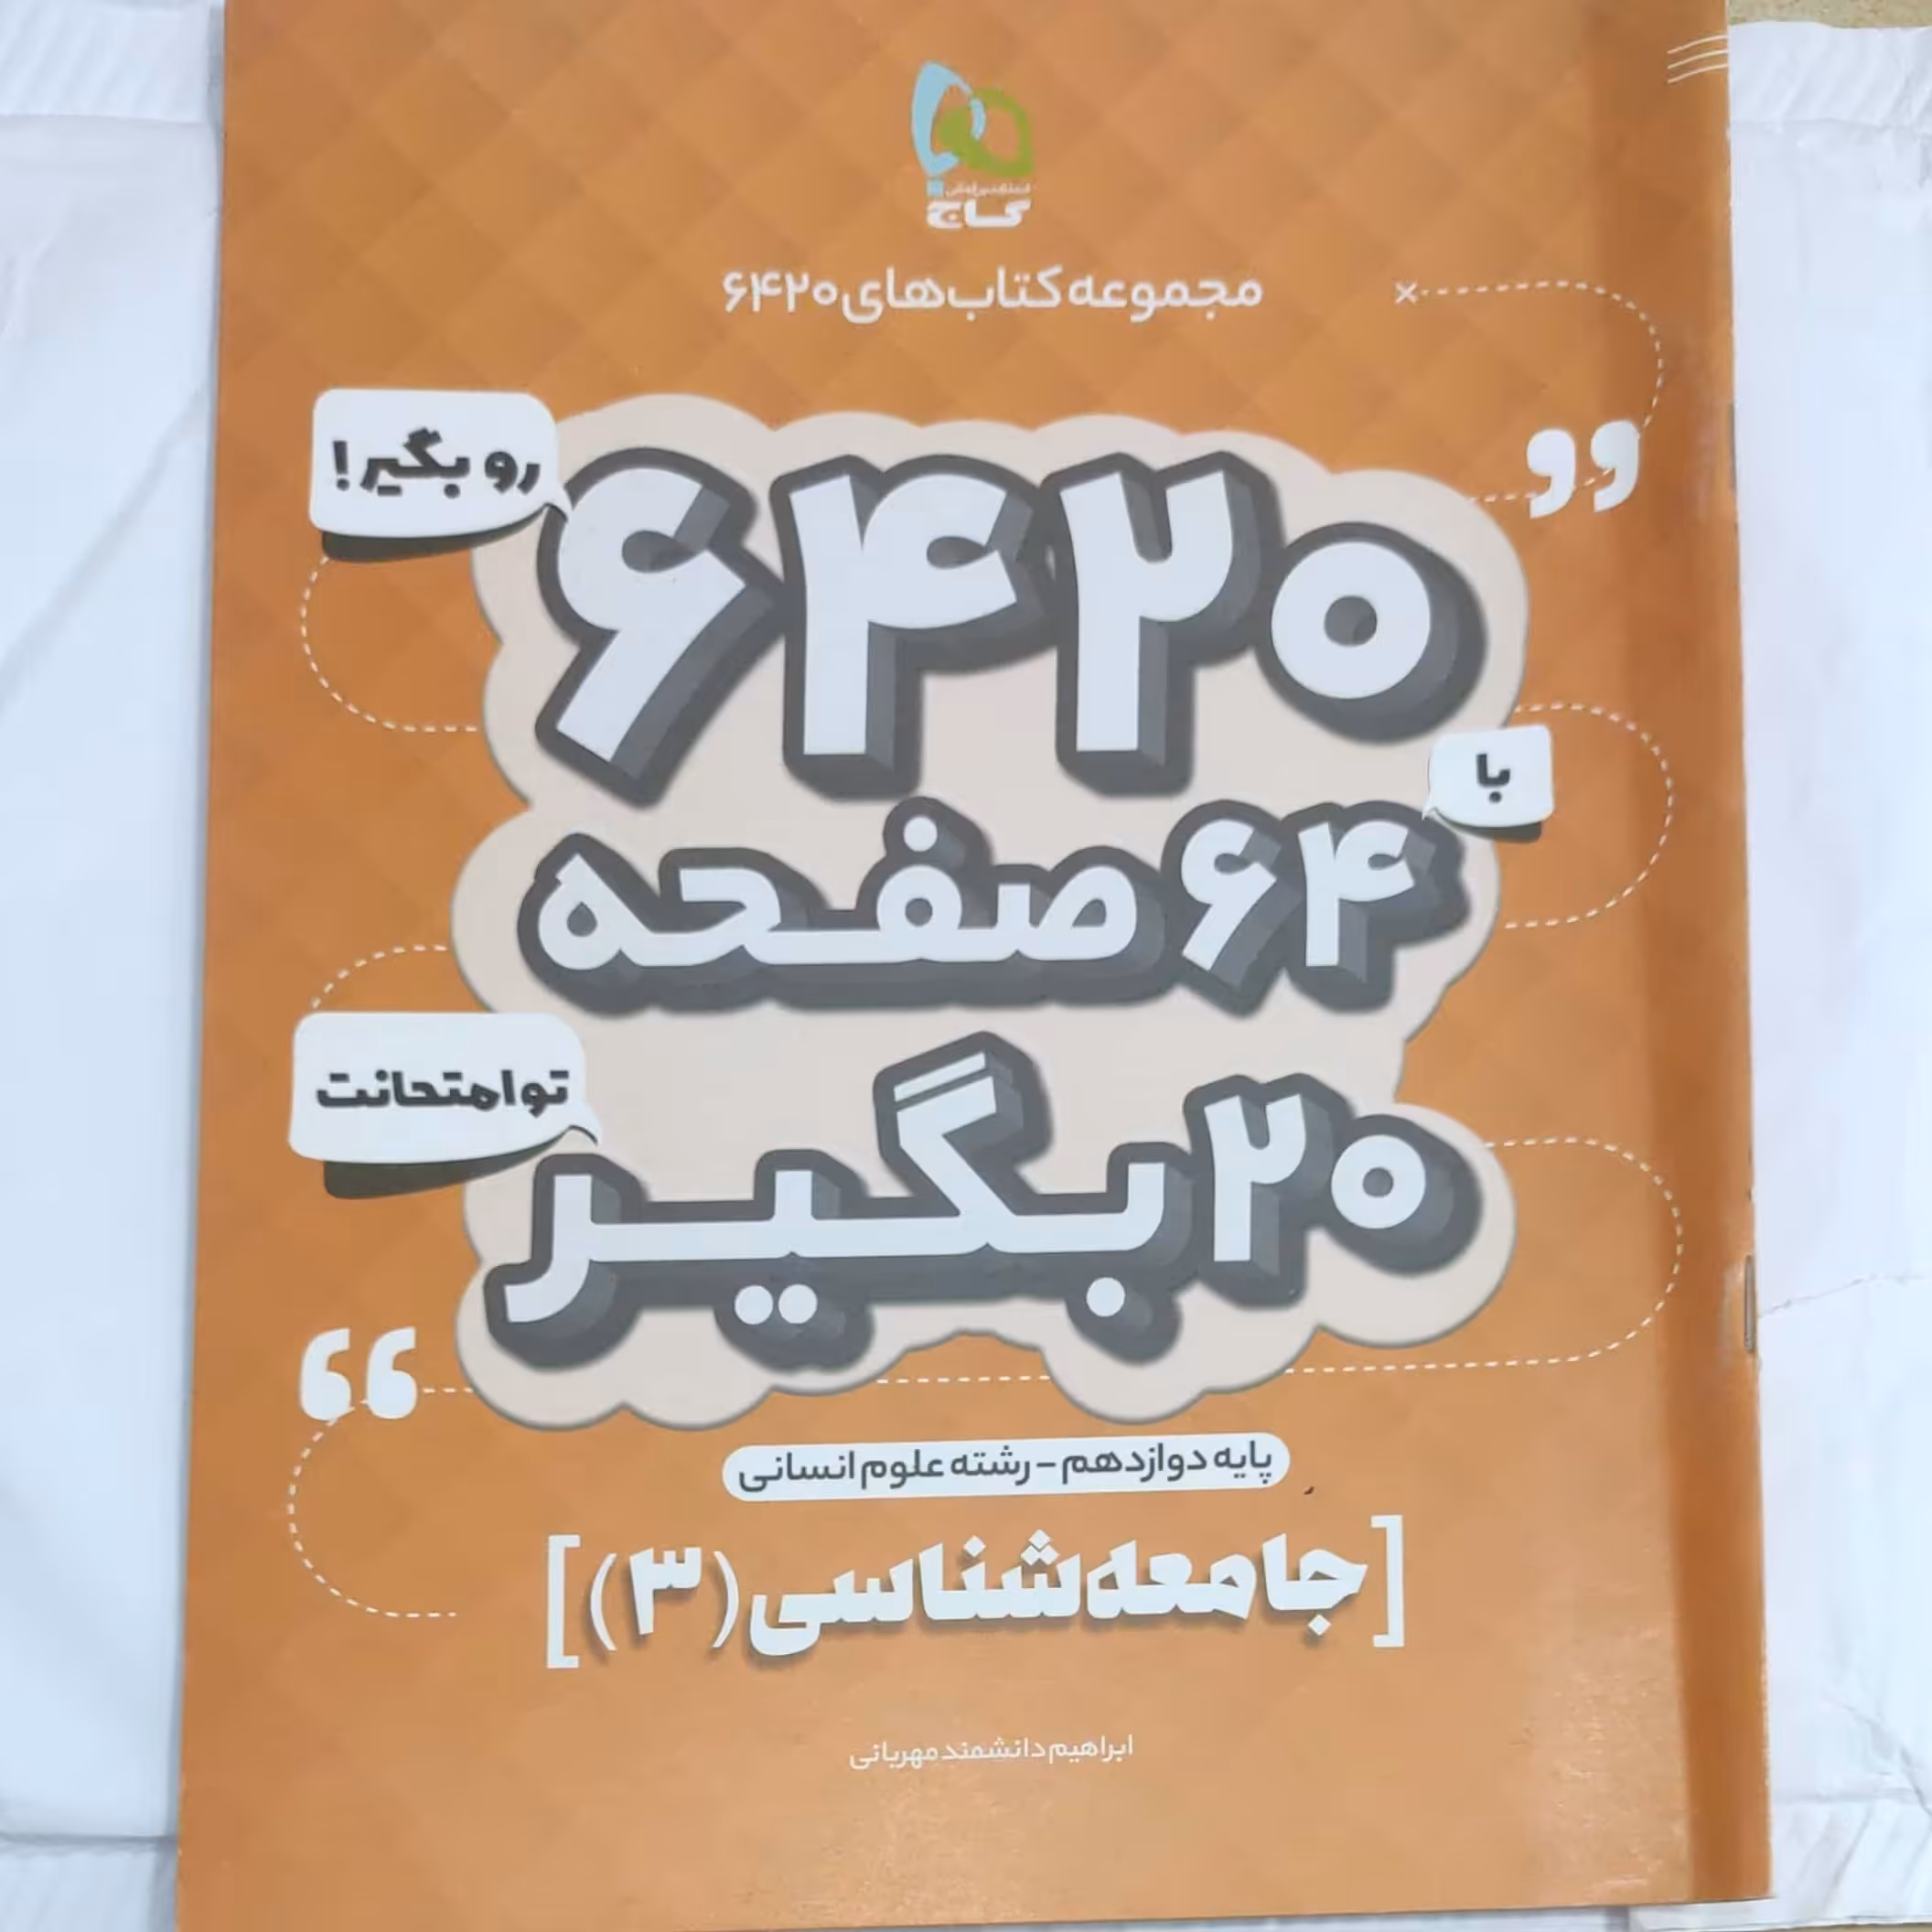 گاج
مجموعه کتاب‌های ۶۴۲۰
۶۴۲۰
رو بگیر!
با
۶۴ صفحه
تو امتحانت
۲۰ بگیر
پایه دوازدهم - رشته علوم انسانی
[جامعه‌شناسی (۳)]
ابراهیم دانشمند مهربانی